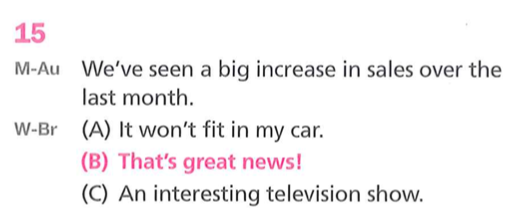 15
M-Au We've seen a big increase in sales over the
last month.
W-Br (A) It won't fit in my car.
(B) That's great news!
(C) An interesting television show.